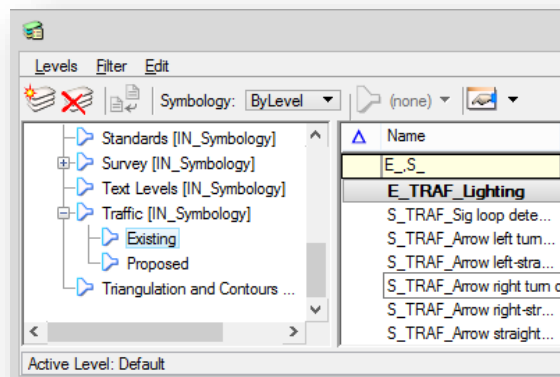 Levels Filter Edit
Symbology: ByLevel (none)
Standards [IN_Symbology]
Survey [IN_Symbology]
Text Levels [IN_Symbology]
Traffic [IN_Symbology]
Existing
Proposed
Triangulation and Contours ...
Name
E_,S_
E_TRAF_Lighting
S_TRAF_Sig loop dete...
S_TRAF_Arrow left turn...
S_TRAF_Arrow left-stra...
S_TRAF_Arrow right turn
S_TRAF_Arrow right-str...
S_TRAF_Arrow straight...
Active Level: Default